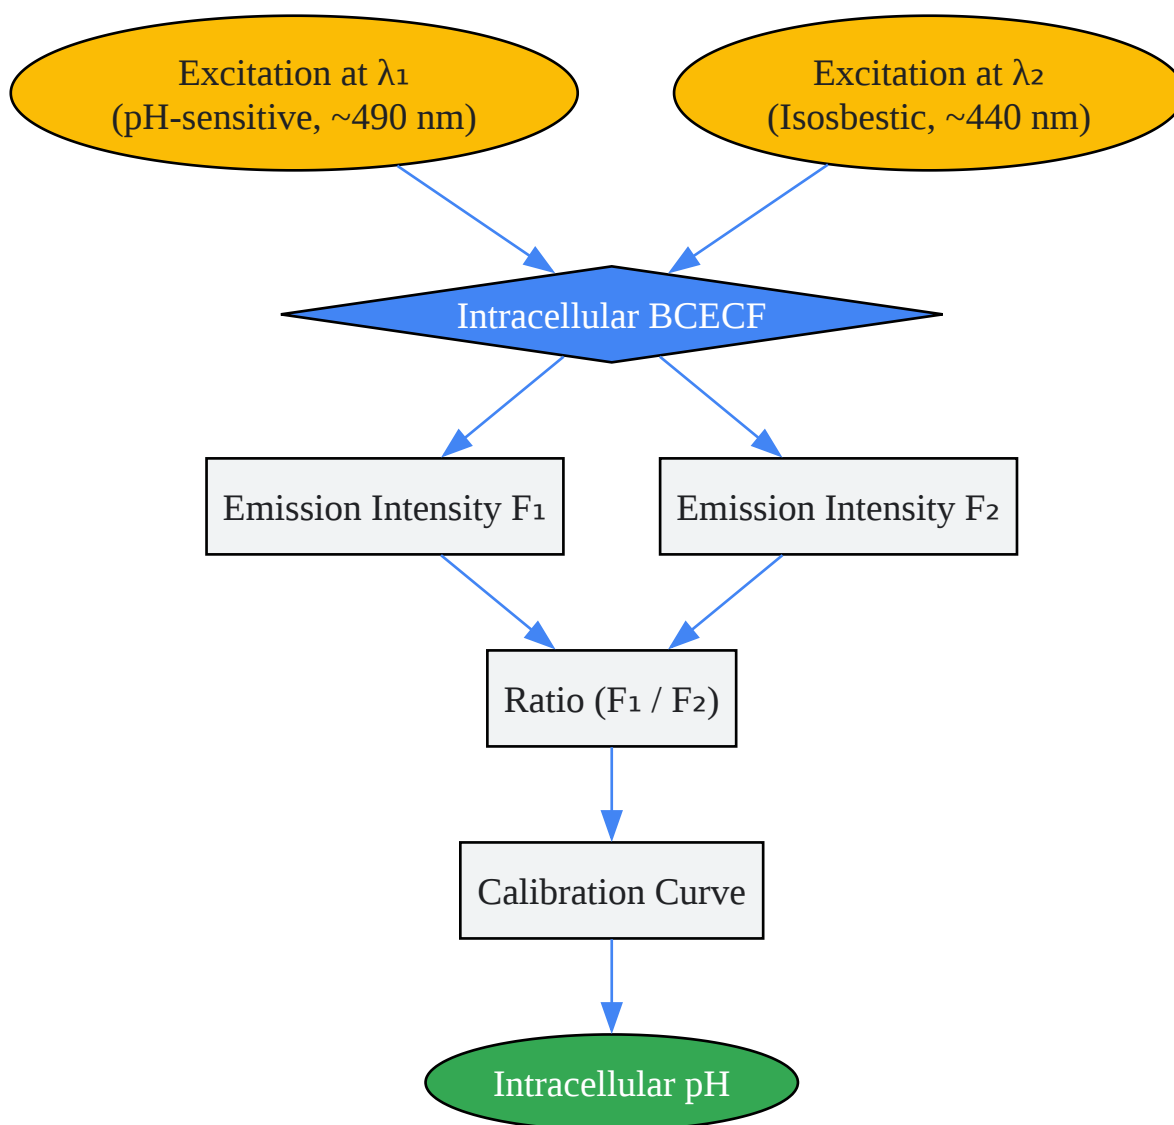 Excitation at λ₁
(pH-sensitive, ~490 nm)
Excitation at λ₂
(Isosbestic, ~440 nm)
Intracellular BCECF
Emission Intensity F₁
Emission Intensity F₂
Ratio (F₁ / F₂)
Calibration Curve
Intracellular pH